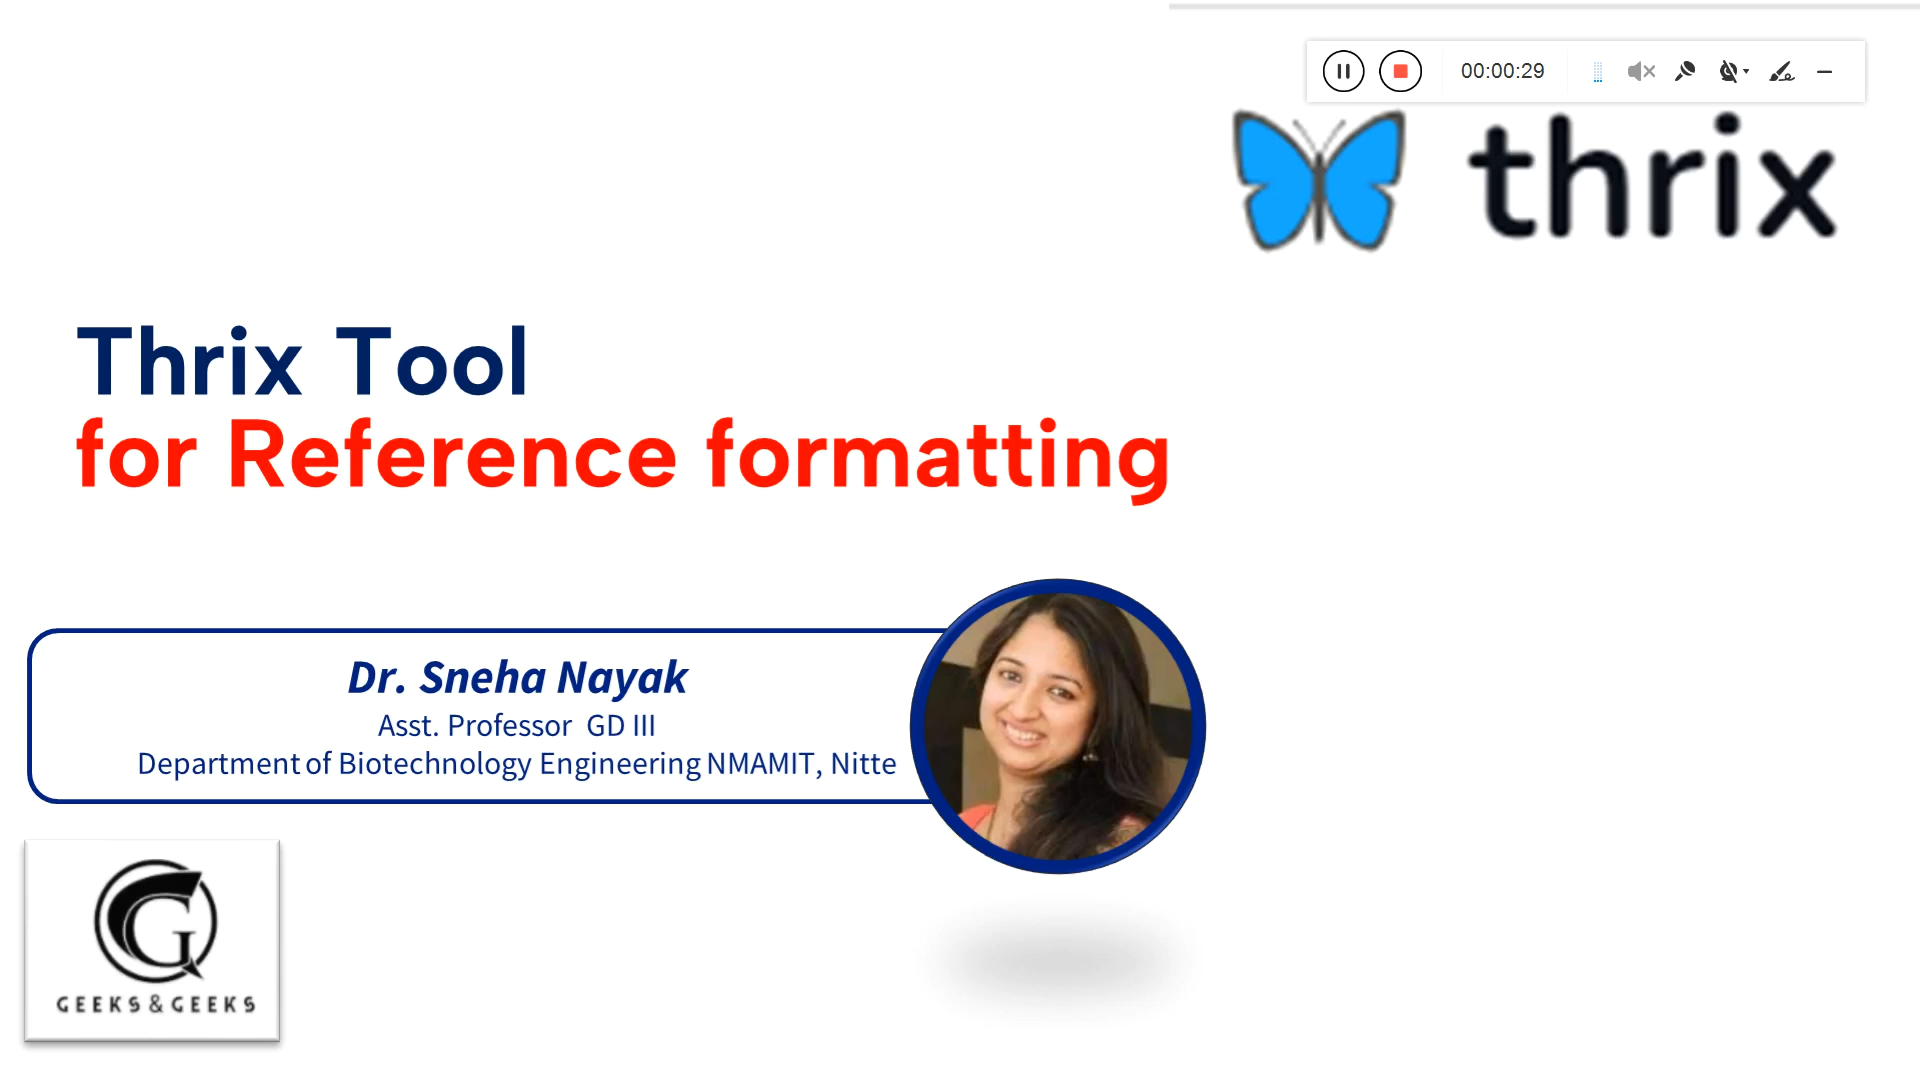 00:00:29
thrix
Thrix Tool
for Reference formatting
Dr. Sneha Nayak
Asst. Professor GD III
Department of Biotechnology Engineering NMAMIT, Nitte
G
GEEKS & GEEKS